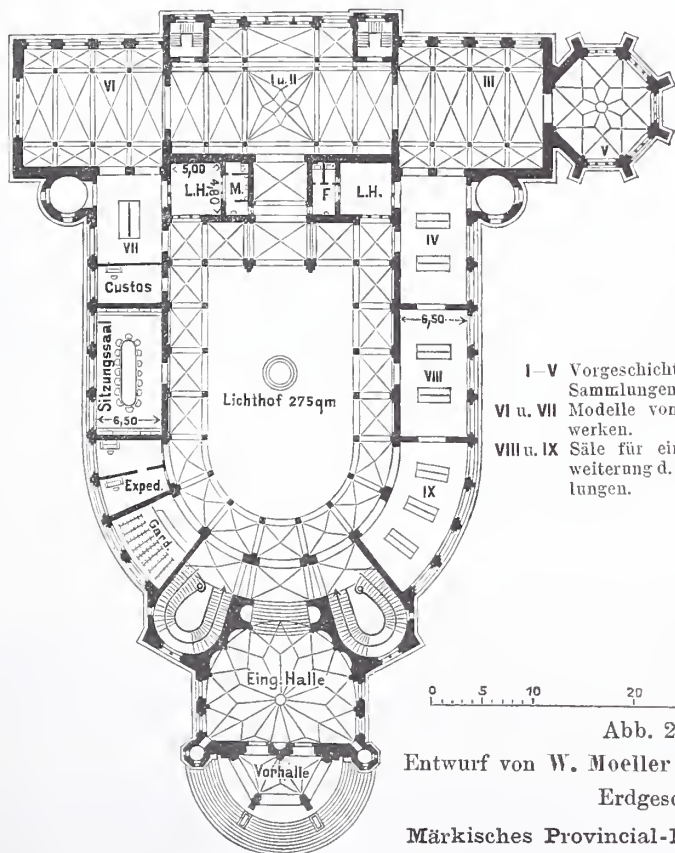 VI
I u. II
III
V
5,00
4,80
L.H.
M.
F
L.H.
VII
IV
Custos
Sitzungssaal
6,50
6,50
VIII
Lichthof 275qm
Exped.
IX
Gard.
Eing. Halle
Vorhalle
I–V Vorgeschicht
Sammlungen
VI u. VII Modelle von
werken.
VIII u. IX Säle für ein
weiterung d.
lungen.
0 5 10 20
Abb. 2
Entwurf von W. Moeller
Erdgesc
Märkisches Provincial-